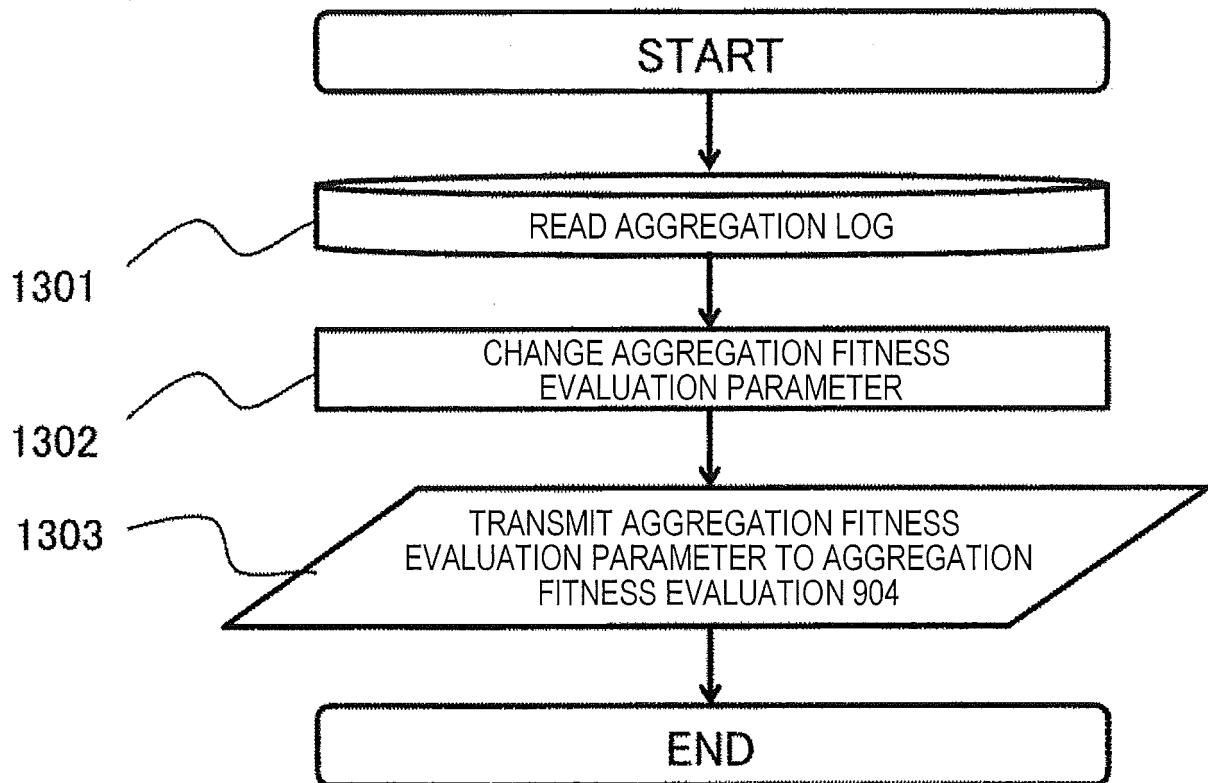 START
READ AGGREGATION LOG
1301
CHANGE AGGREGATION FITNESS
EVALUATION PARAMETER
1302
TRANSMIT AGGREGATION FITNESS
EVALUATION PARAMETER TO AGGREGATION
FITNESS EVALUATION 904
1303
END